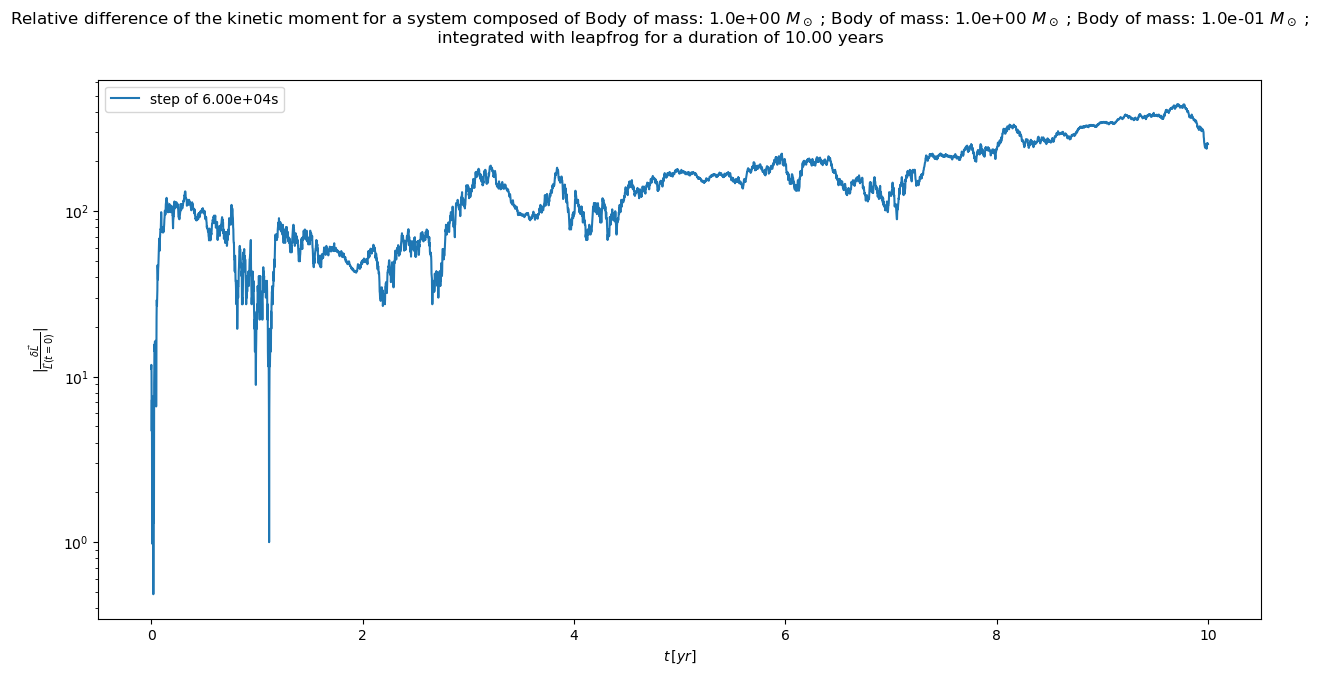 Relative difference of the kinetic moment for a system composed of Body of mass: 1.0e+00 $M_\odot$ ; Body of mass: 1.0e+00 $M_\odot$ ; Body of mass: 1.0e-01 $M_\odot$ ;
integrated with leapfrog for a duration of 10.00 years
step of 6.00e+04s
$10^2$
$10^1$
$10^0$
$|\frac{\delta \vec{L}}{\vec{L}(t=0)}|$
0 2 4 6 8 10
$t\,[yr]$